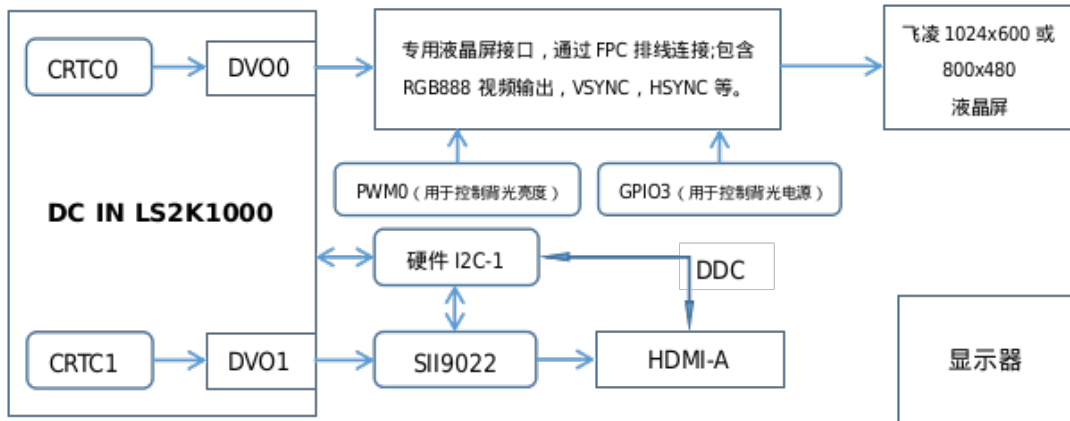 CRTC0
DVO0
专用液晶屏接口，通过 FPC 排线连接;包含
RGB888 视频输出，VSYNC，HSYNC 等。
飞凌 1024x600 或
800x480
液晶屏
PWM0（用于控制背光亮度）
GPIO3（用于控制背光电源）
DC IN LS2K1000
硬件 I2C-1
DDC
CRTC1
DVO1
SII9022
HDMI-A
显示器